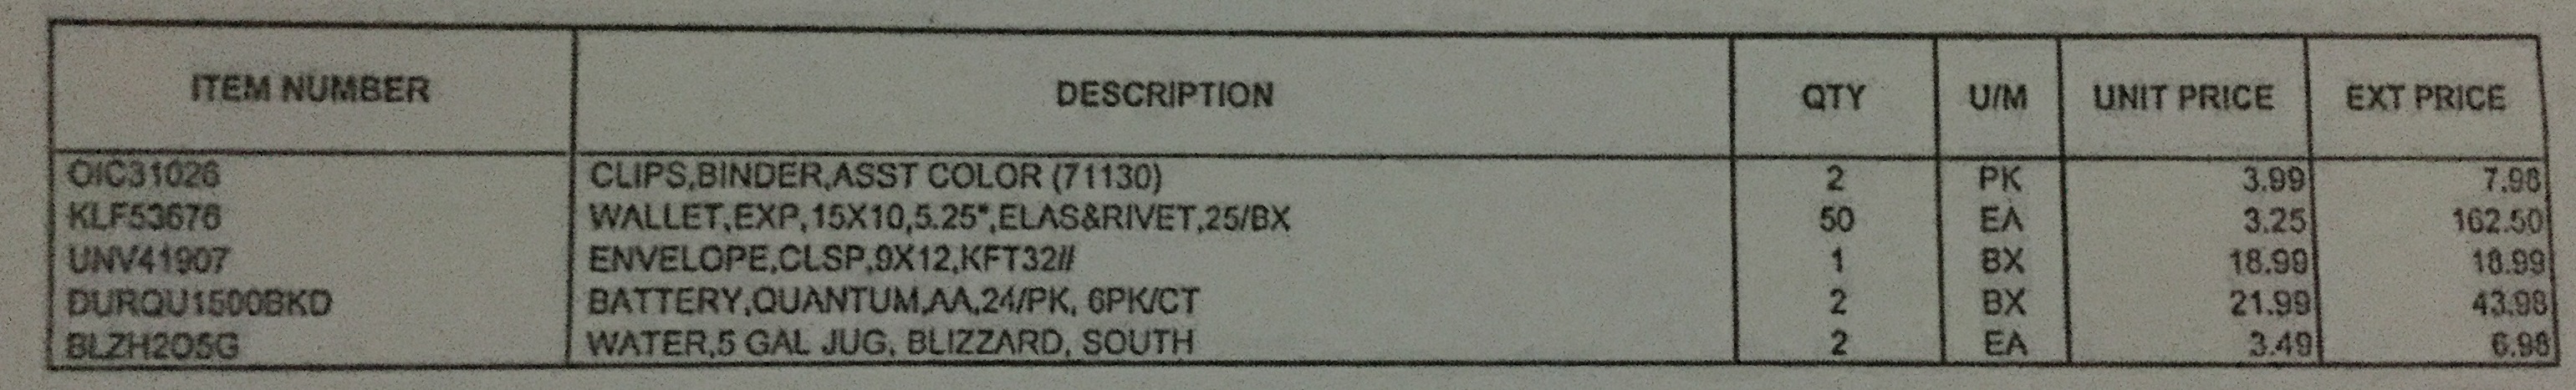 ITEM NUMBER DESCRIPTION QTY U/M UNIT PRICE EXT PRICE
OIC31026 CLIPS,BINDER,ASST COLOR (71130) 2 PK 3.99 7.98
KLF53676 WALLET,EXP,15X10,5.25",ELAS&RIVET,25/BX 50 EA 3.25 162.50
UNV41907 ENVELOPE,CLSP,9X12,KFT32// 1 BX 18.99 18.99
DURQU1500BKD BATTERY,QUANTUM,AA,24/PK, 6PK/CT 2 BX 21.99 43.98
BLZH2O5G WATER,5 GAL JUG, BLIZZARD, SOUTH 2 EA 3.49 6.98